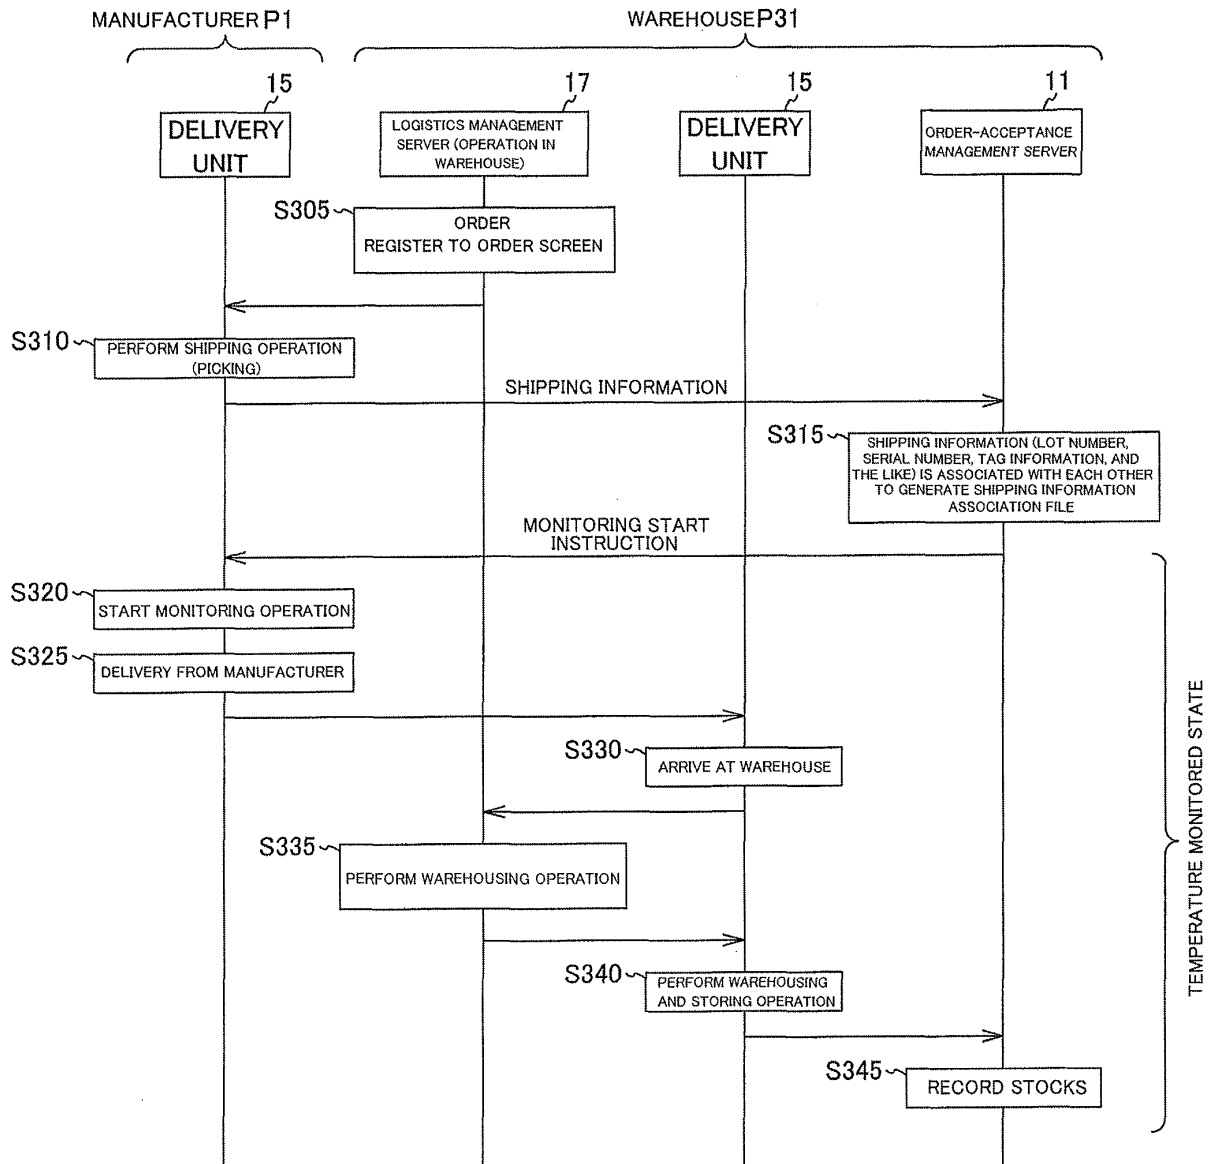 MANUFACTURER P1
WAREHOUSE P31
15
17
15
11
DELIVERY
UNIT
LOGISTICS MANAGEMENT
SERVER (OPERATION IN
WAREHOUSE)
DELIVERY
UNIT
ORDER-ACCEPTANCE
MANAGEMENT SERVER
S305
ORDER
REGISTER TO ORDER SCREEN
S310
PERFORM SHIPPING OPERATION
(PICKING)
SHIPPING INFORMATION
S315
SHIPPING INFORMATION (LOT NUMBER,
SERIAL NUMBER, TAG INFORMATION, AND
THE LIKE) IS ASSOCIATED WITH EACH OTHER
TO GENERATE SHIPPING INFORMATION
ASSOCIATION FILE
MONITORING START
INSTRUCTION
S320
START MONITORING OPERATION
S325
DELIVERY FROM MANUFACTURER
S330
ARRIVE AT WAREHOUSE
S335
PERFORM WAREHOUSING OPERATION
S340
PERFORM WAREHOUSING
AND STORING OPERATION
S345
RECORD STOCKS
TEMPERATURE MONITORED STATE